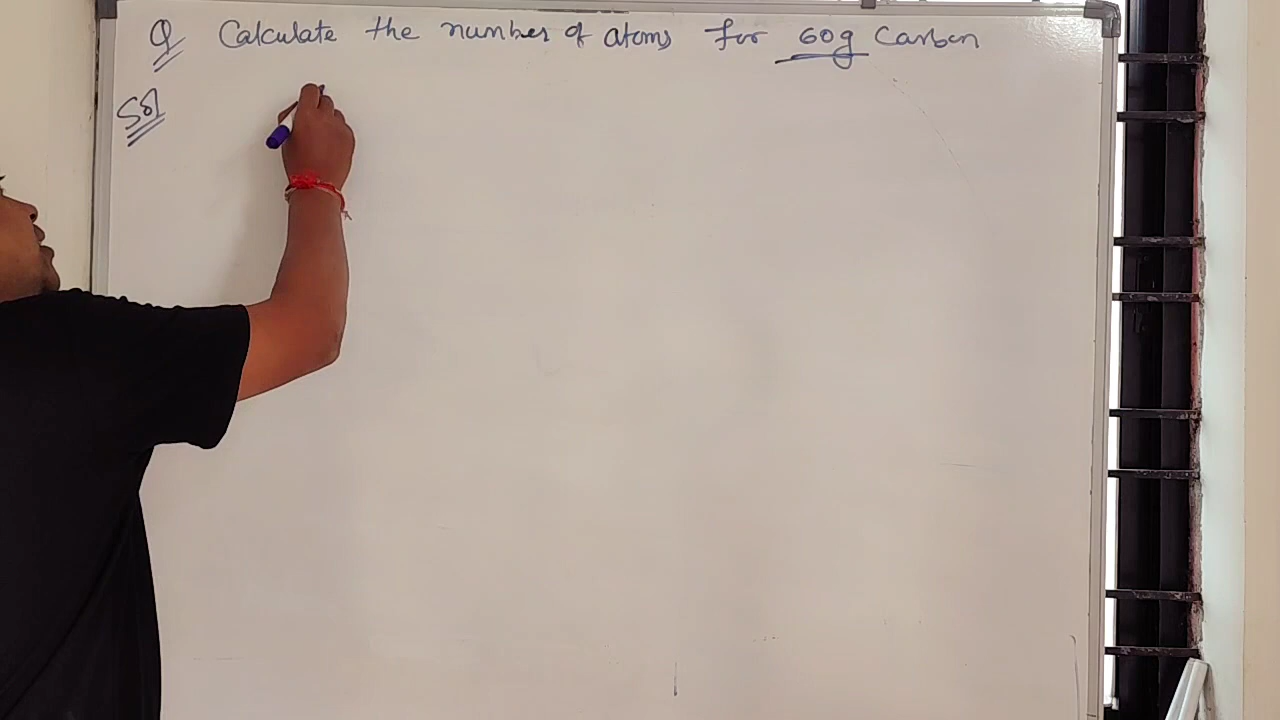 Q Calculate the number of atoms for 60g Carbon
Sol